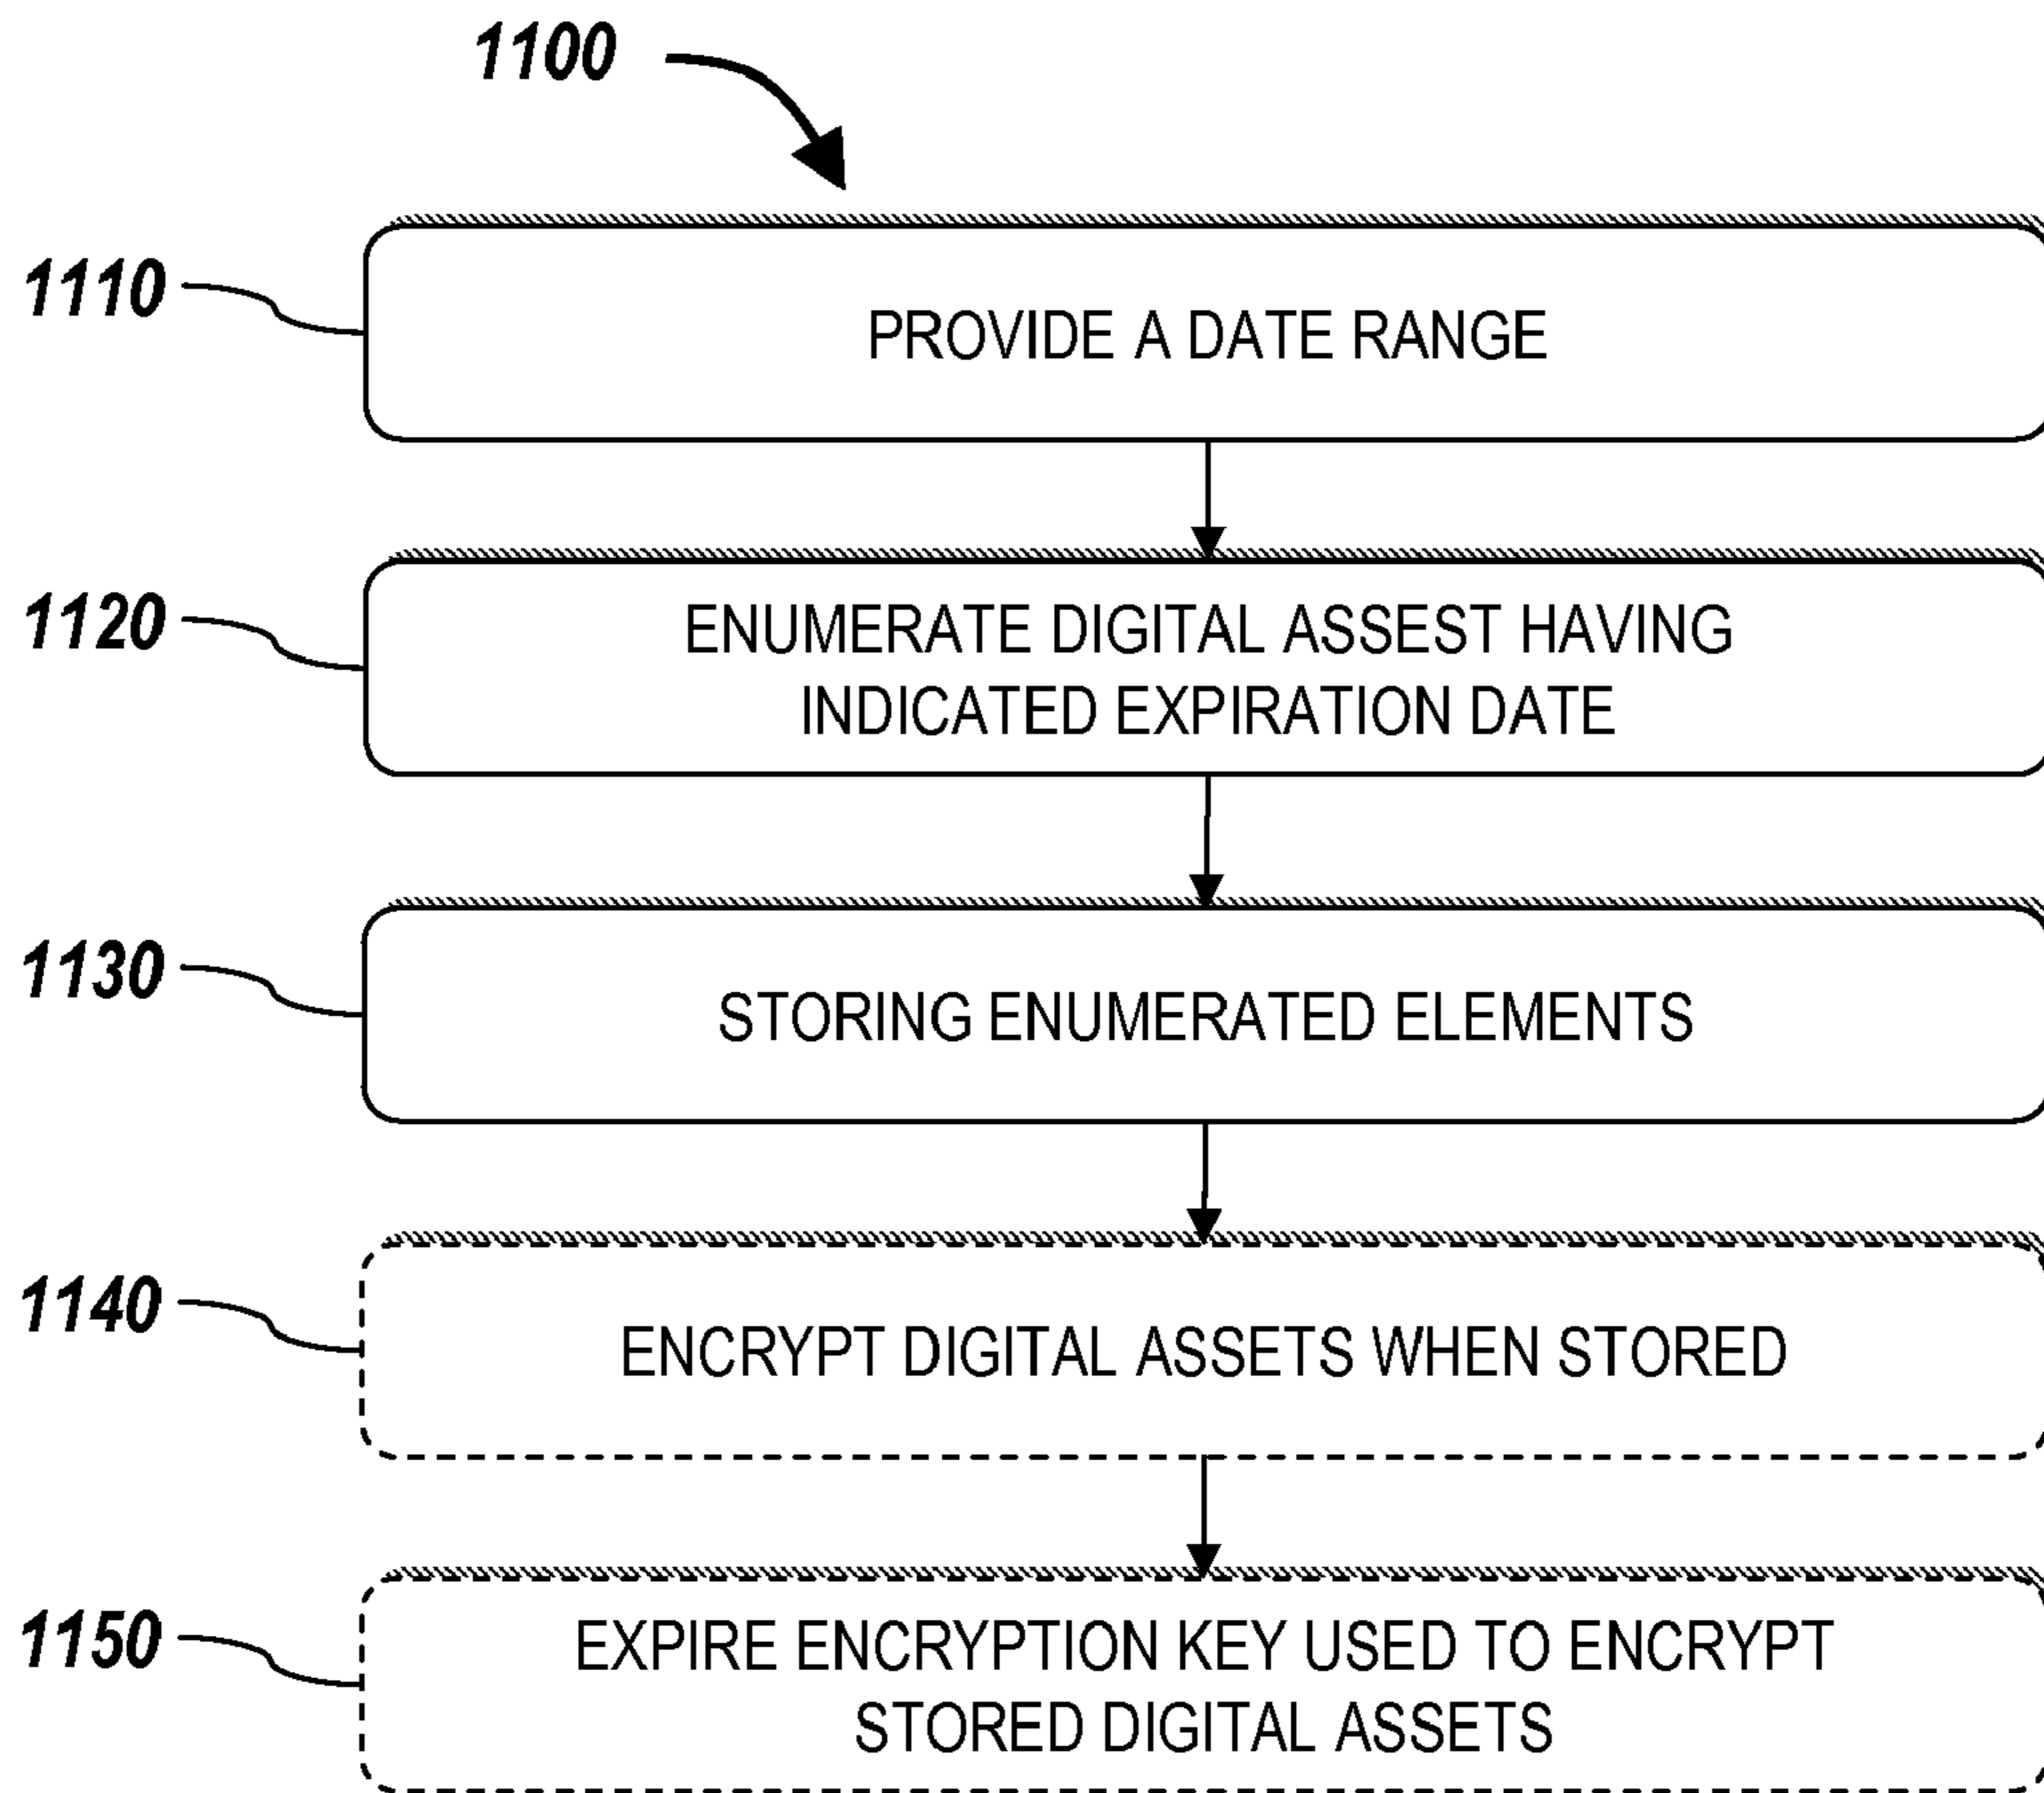 1100
1110
PROVIDE A DATE RANGE
1120
ENUMERATE DIGITAL ASSEST HAVING
INDICATED EXPIRATION DATE
1130
STORING ENUMERATED ELEMENTS
1140
ENCRYPT DIGITAL ASSETS WHEN STORED
1150
EXPIRE ENCRYPTION KEY USED TO ENCRYPT
STORED DIGITAL ASSETS